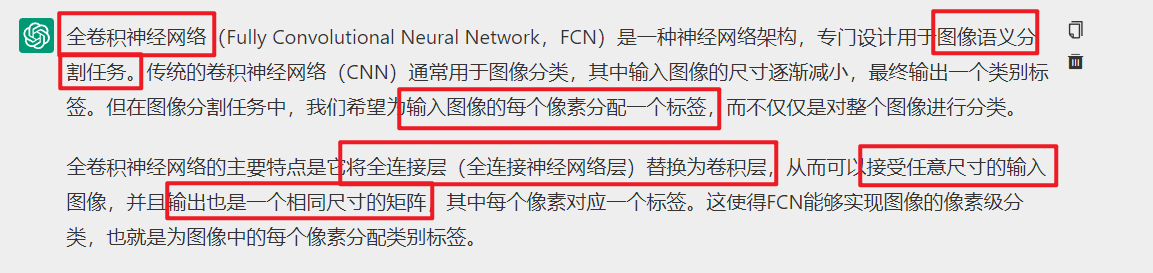 全卷积神经网络（Fully Convolutional Neural Network，FCN）是一种神经网络架构，专门设计用于图像语义分
割任务。传统的卷积神经网络（CNN）通常用于图像分类，其中输入图像的尺寸逐渐减小，最终输出一个类别标
签。但在图像分割任务中，我们希望为输入图像的每个像素分配一个标签，而不仅仅是对整个图像进行分类。
全卷积神经网络的主要特点是它将全连接层（全连接神经网络层）替换为卷积层，从而可以接受任意尺寸的输入
图像，并且输出也是一个相同尺寸的矩阵，其中每个像素对应一个标签。这使得FCN能够实现图像的像素级分
类，也就是为图像中的每个像素分配类别标签。